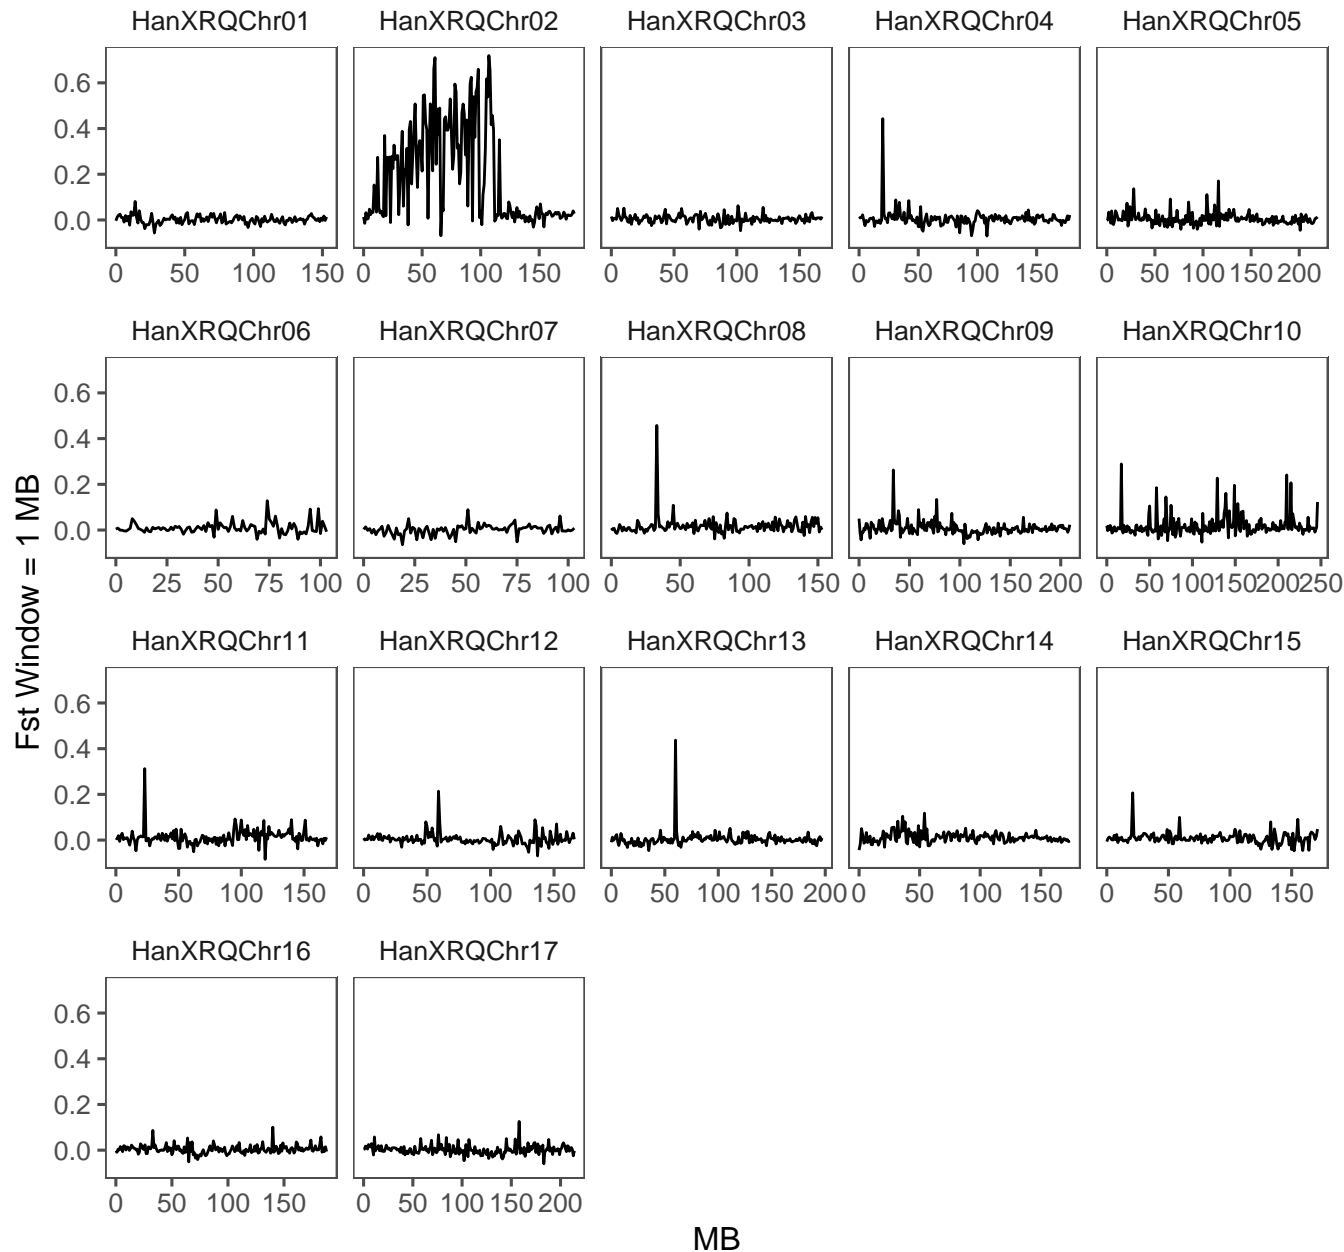 HanXRQChr01 HanXRQChr02 HanXRQChr03 HanXRQChr04 HanXRQChr05
0.6
0.4
0.2
0.0
0 50 100 150 0 50 100 150 0 50 100 150 0 50 100 150 0 50 100 150 200
HanXRQChr06 HanXRQChr07 HanXRQChr08 HanXRQChr09 HanXRQChr10
0.6
0.4
0.2
0.0
0 25 50 75 100 0 25 50 75 100 0 50 100 150 0 50 100 150 200 0 50 100 150 200 250
Fst Window = 1 MB
HanXRQChr11 HanXRQChr12 HanXRQChr13 HanXRQChr14 HanXRQChr15
0.6
0.4
0.2
0.0
0 50 100 150 0 50 100 150 0 50 100 150 200 0 50 100 150 0 50 100 150
HanXRQChr16 HanXRQChr17
0.6
0.4
0.2
0.0
0 50 100 150 0 50 100 150 200
MB